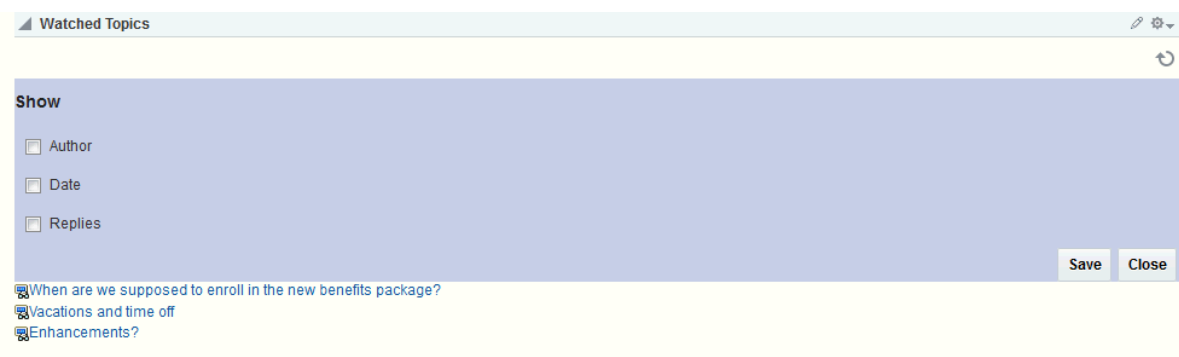 Watched Topics
Show
Author
Date
Replies
Save Close
When are we supposed to enroll in the new benefits package?
Vacations and time off
Enhancements?